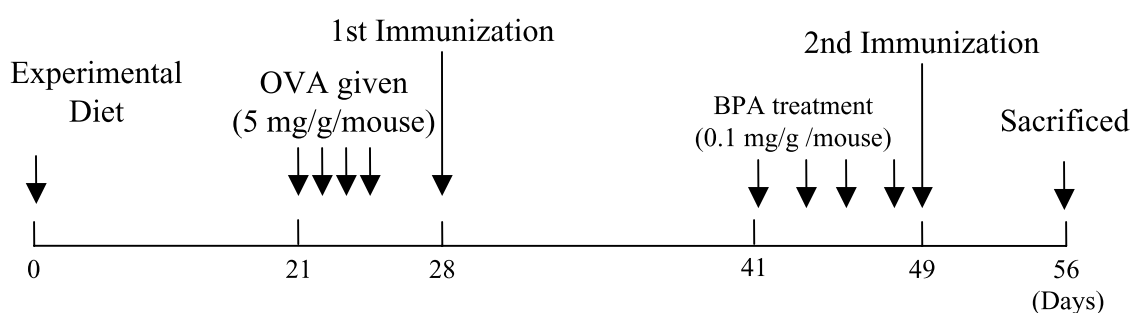 1st Immunization
2nd Immunization
Experimental
Diet
OVA given
(5 mg/g/mouse)
BPA treatment
(0.1 mg/g /mouse)
Sacrificed
0
21
28
41
49
56
(Days)